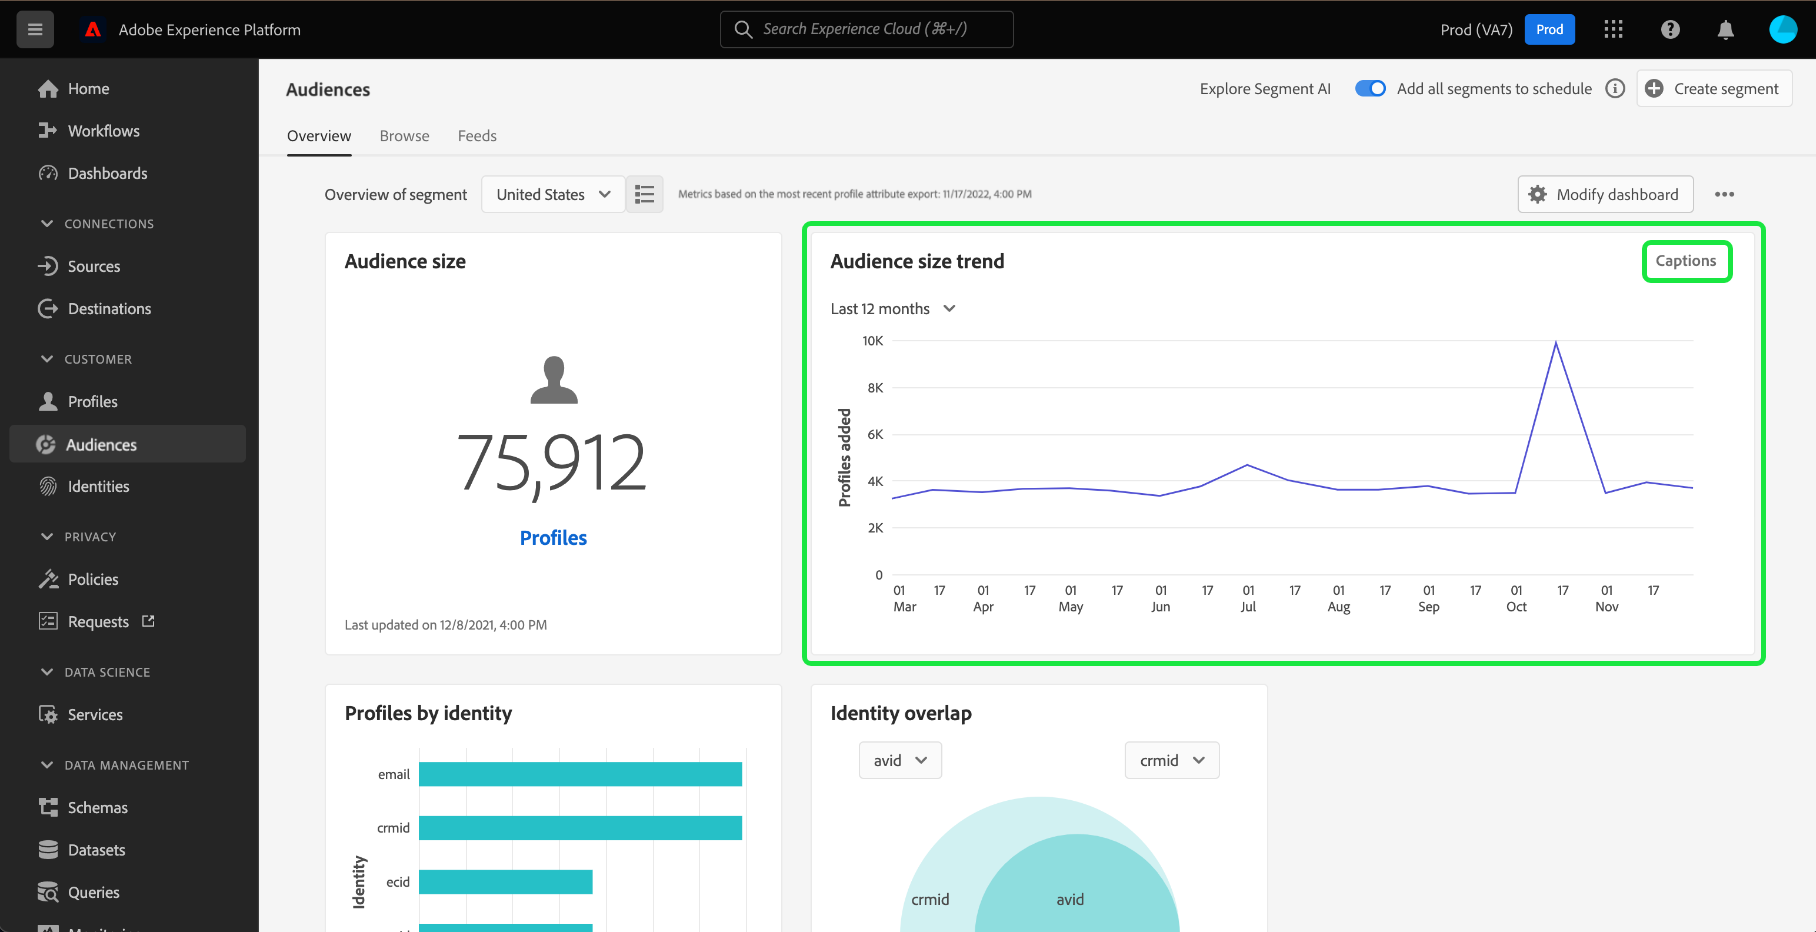 Adobe Experience Platform
Search Experience Cloud (⌘+/)
Prod (VA7)
Prod
Home
Workflows
Dashboards
CONNECTIONS
Sources
Destinations
CUSTOMER
Profiles
Audiences
Identities
PRIVACY
Policies
Requests
DATA SCIENCE
Services
DATA MANAGEMENT
Schemas
Datasets
Queries
Audiences
Explore Segment AI
Add all segments to schedule
Create segment
Overview Browse Feeds
Overview of segment
United States
Metrics based on the most recent profile attribute export: 11/17/2022, 4:00 PM
Modify dashboard
Audience size
75,912
Profiles
Last updated on 12/8/2021, 4:00 PM
Audience size trend
Captions
Last 12 months
Profiles added
10K
8K
6K
4K
2K
0
01 17 01 17 01 17 01 17 01 17 01 17 01 17 01 17 01 17
Mar Apr May Jun Jul Aug Sep Oct Nov
Profiles by identity
Identity
email
crmid
ecid
Identity overlap
avid
crmid
crmid
avid